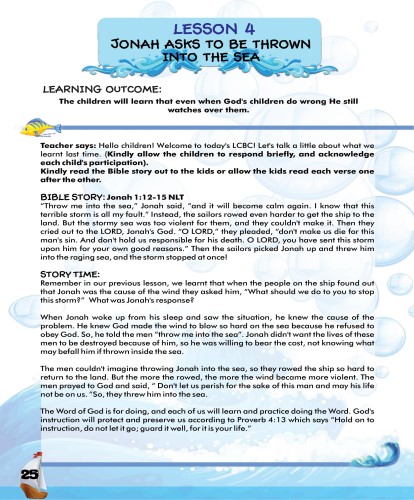 LESSON 4
JONAH ASKS TO BE THROWN
INTO THE SEA
LEARNING OUTCOME:
The children will learn that even when God's children do wrong He still
watches over them.
Teacher says: Hello children! Welcome to today's LCBC! Let's talk a little about what we
learnt last time. (Kindly allow the children to respond briefly, and acknowledge
each child's participation).
Kindly read the Bible story out to the kids or allow the kids read each verse one
after the other.
BIBLE STORY: Jonah 1:12-15 NLT
"Throw me into the sea," Jonah said, "and it will become calm again. I know that this
terrible storm is all my fault." Instead, the sailors rowed even harder to get the ship to the
land. But the stormy sea was too violent for them, and they couldn't make it. Then they
cried out to the LORD, Jonah's God. "O LORD," they pleaded, "don't make us die for this
man's sin. And don't hold us responsible for his death. O LORD, you have sent this storm
upon him for your own good reasons." Then the sailors picked Jonah up and threw him
into the raging sea, and the storm stopped at once!
STORY TIME:
Remember in our previous lesson, we learnt that when the people on the ship found out
that Jonah was the cause of the wind they asked him, "What should we do to you to stop
this storm?" What was Jonah's response?
When Jonah woke up from his sleep and saw the situation, he knew the cause of the
problem. He knew God made the wind to blow so hard on the sea because he refused to
obey God. So, he told the men "throw me into the sea". Jonah didn't want the lives of these
men to be destroyed because of him, so he was willing to bear the cost, not knowing what
may befall him if thrown inside the sea.
The men couldn't imagine throwing Jonah into the sea, so they rowed the ship so hard to
return to the land. But the more the rowed, the more the wind became more violent. The
men prayed to God and said, " Don't let us perish for the sake of this man and may his life
not be on us. "So, they threw him into the sea.
The Word of God is for doing, and each of us will learn and practice doing the Word. God's
instruction will protect and preserve us according to Proverb 4:13 which says "Hold on to
instruction, do not let it go; guard it well, for it is your life."
25